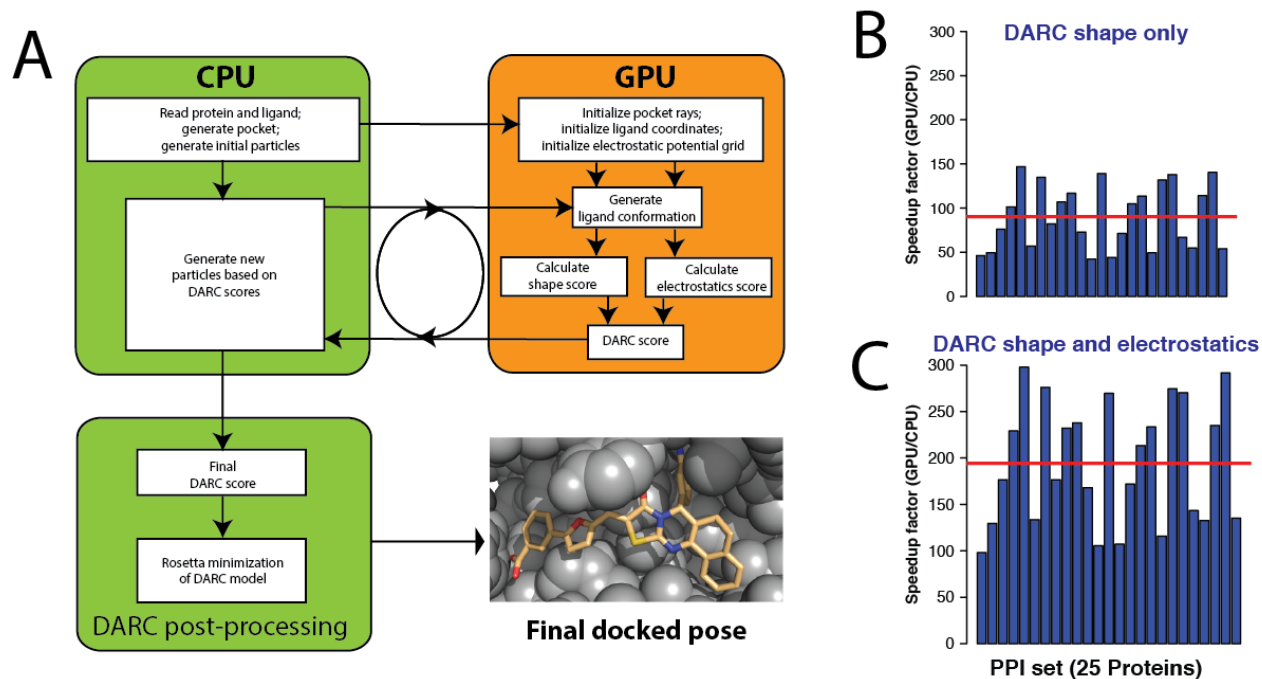 A
CPU
Read protein and ligand;
generate pocket;
generate initial particles
Generate new
particles based on
DARC scores
GPU
Initialize pocket rays;
initialize ligand coordinates;
initialize electrostatic potential grid
Generate
ligand conformation
Calculate
shape score
Calculate
electrostatics score
DARC score
Final
DARC score
Rosetta minimization
of DARC model
DARC post-processing
Final docked pose
B
DARC shape only
Speedup factor (GPU/CPU)
300
250
200
150
100
50
0
C
DARC shape and electrostatics
Speedup factor (GPU/CPU)
300
250
200
150
100
50
0
PPI set (25 Proteins)